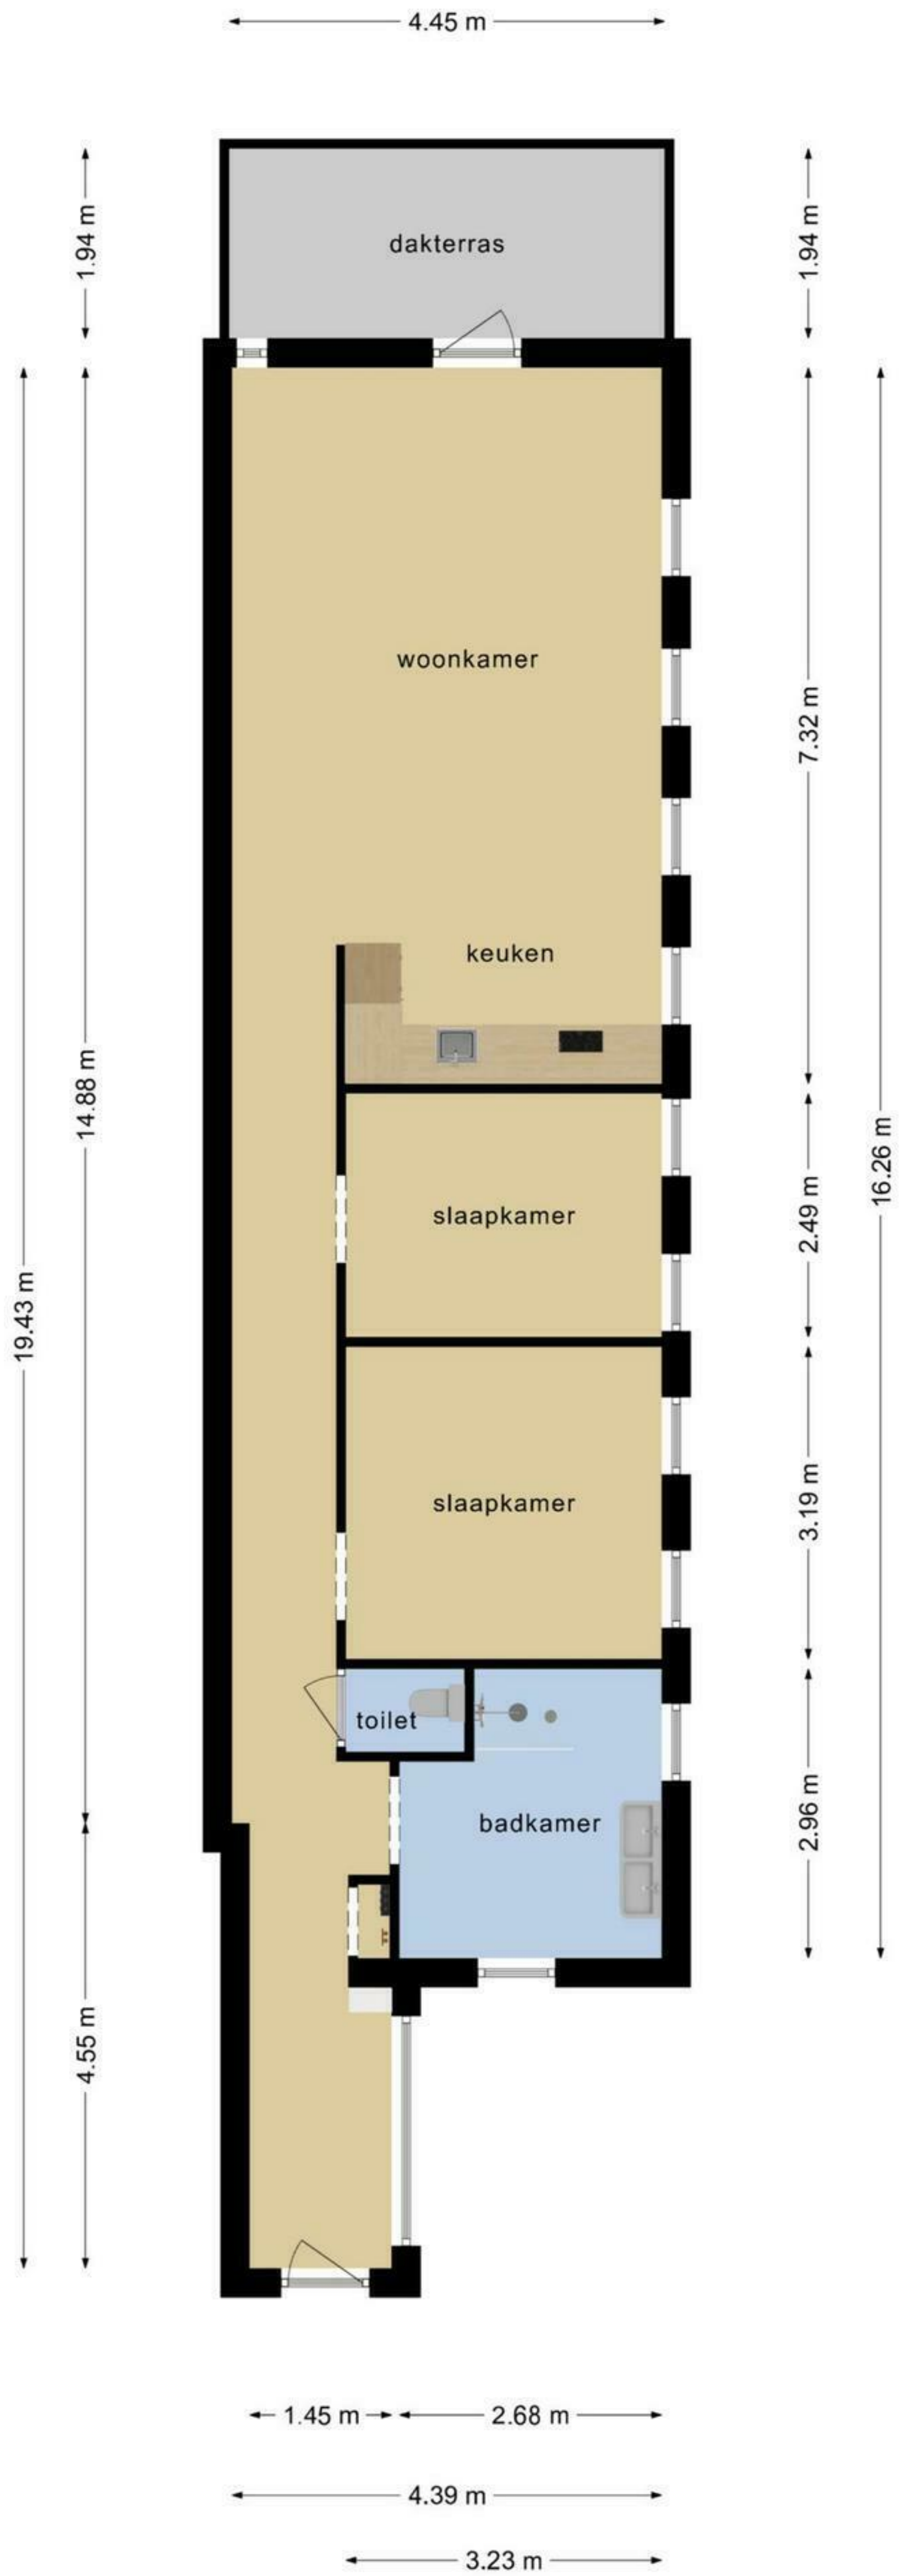 4.45 m
1.94 m
1.94 m
dakterras
woonkamer
7.32 m
keuken
14.88 m
16.26 m
slaapkamer
2.49 m
19.43 m
slaapkamer
3.19 m
toilet
badkamer
2.96 m
4.55 m
1.45 m
2.68 m
4.39 m
3.23 m